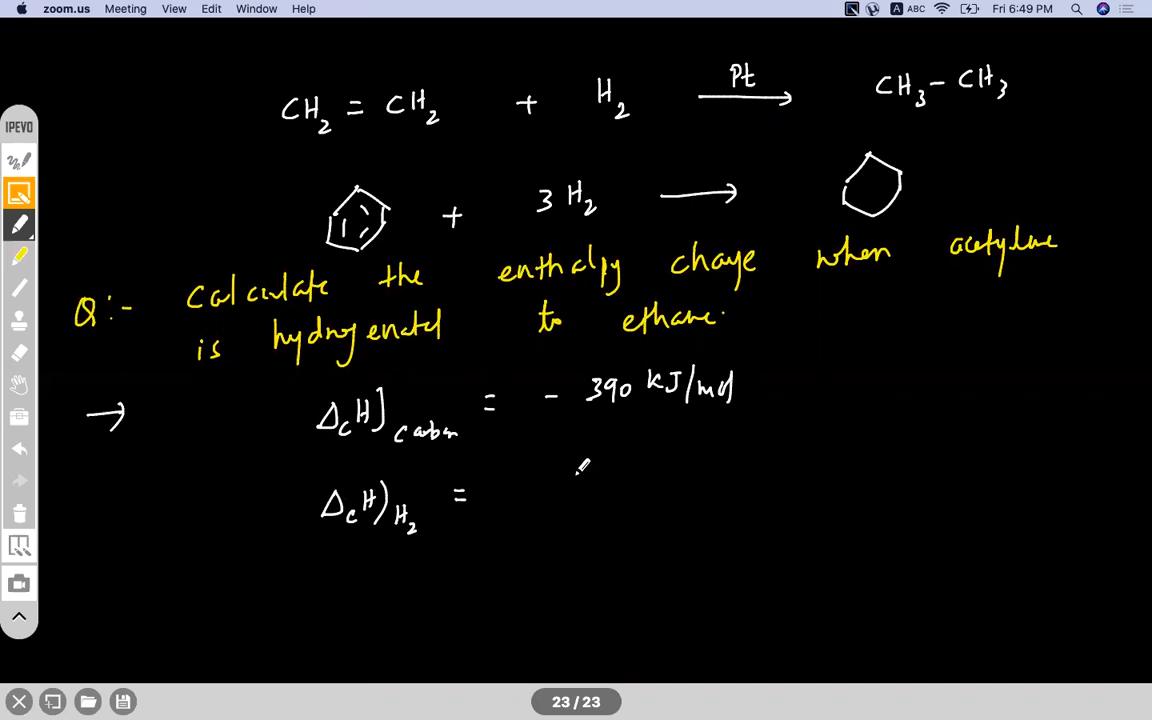 zoom.us Meeting View Edit Window Help A ABC Fri 6:49 PM
CH2 = CH2 + H2 Pt → CH3 – CH3
IPEVO
+ 3 H2 →
Q:- Calculate the enthalpy change when acetylene
is hydrogenated to ethane.
→ ΔcH]carbon = - 390 kJ/mol
ΔcH)H2 =
23 / 23